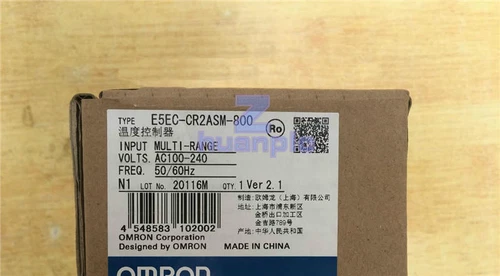 TYPE E5EC-CR2ASM-800
温度控制器
Ro
INPUT MULTI-RANGE
VOLTS. AC100-240
FREQ. 50/60Hz
N1 LOT No. 20116M QTY. 1 Ver 2.1
4 548583 102002
OMRON Corporation
Designed by OMRON
制造: 欧姆龙(上海)有限公司
地址: 上海市浦东新区
金桥出口加工区
金吉路789号
产地: 中华人民共和国
MADE IN CHINA
OMRON
huanpin